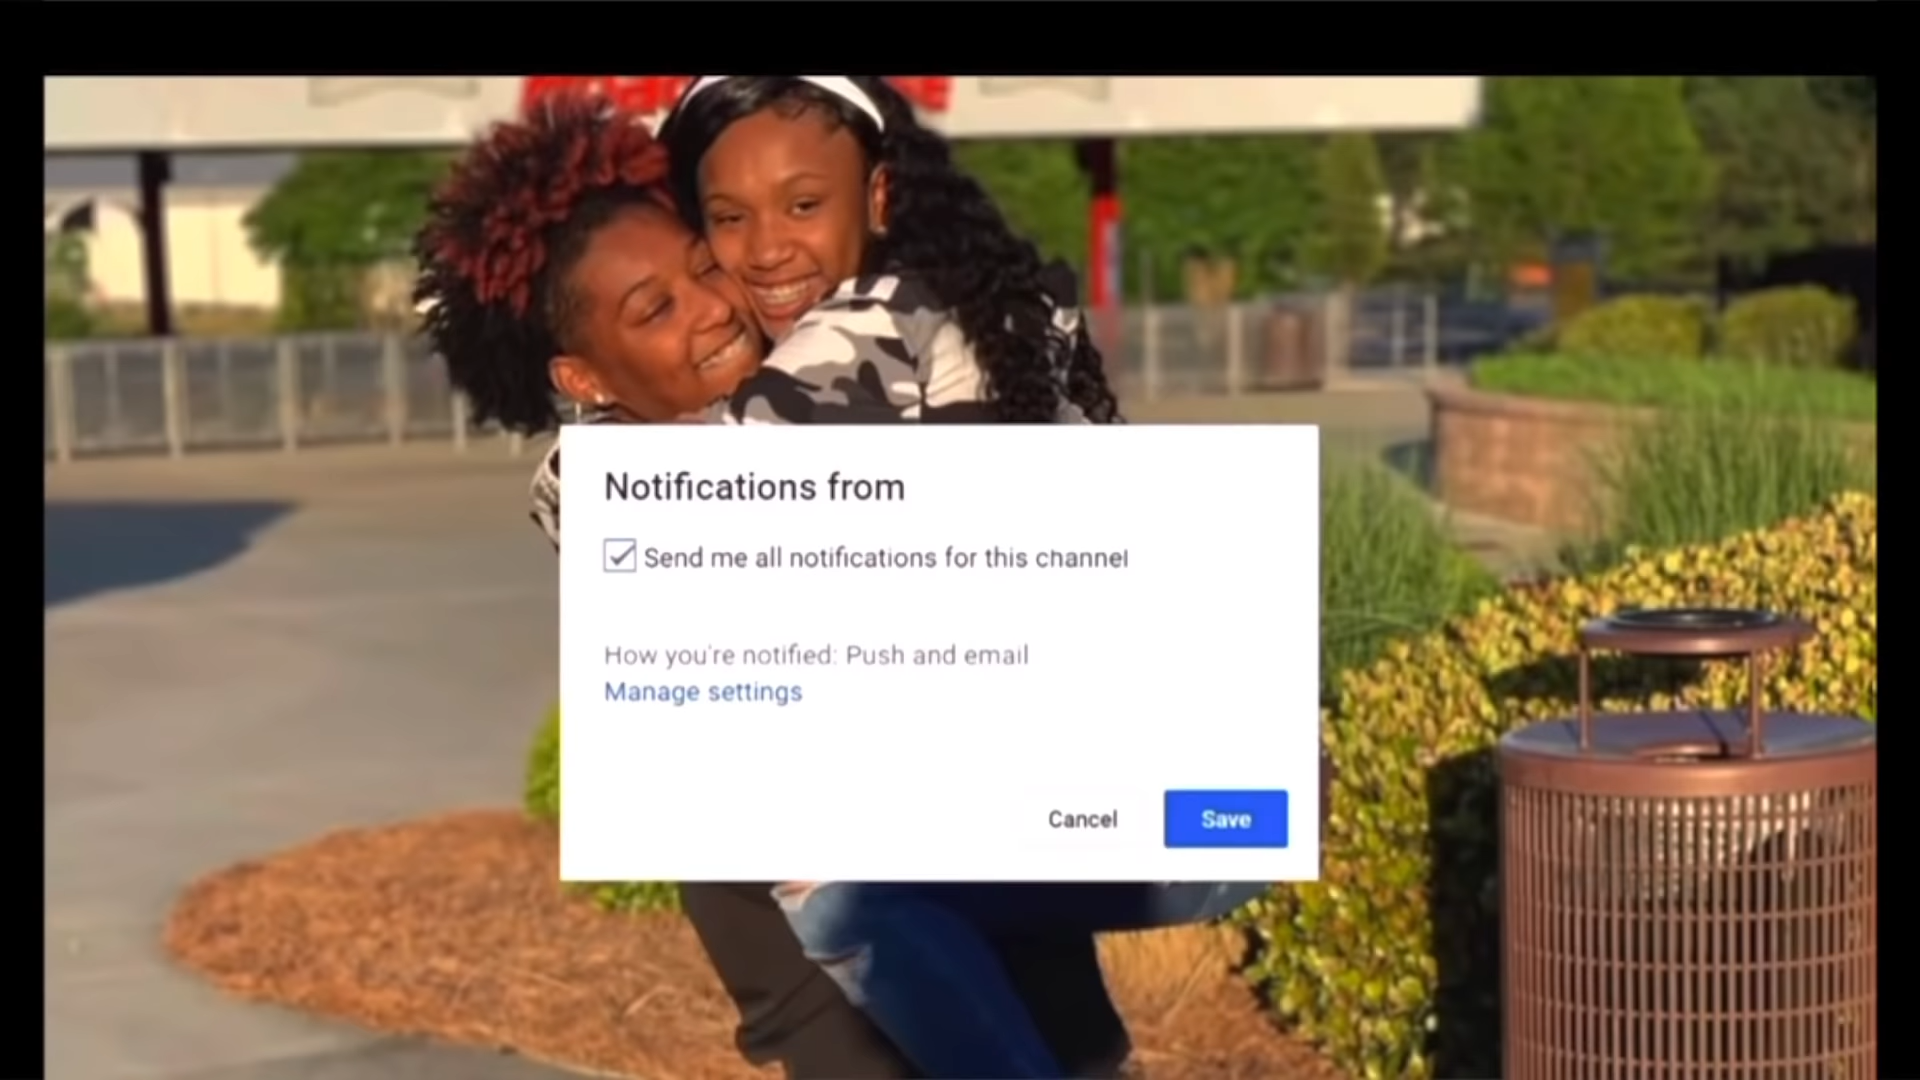 Notifications from
Send me all notifications for this channel
How you're notified: Push and email
Manage settings
Cancel
Save